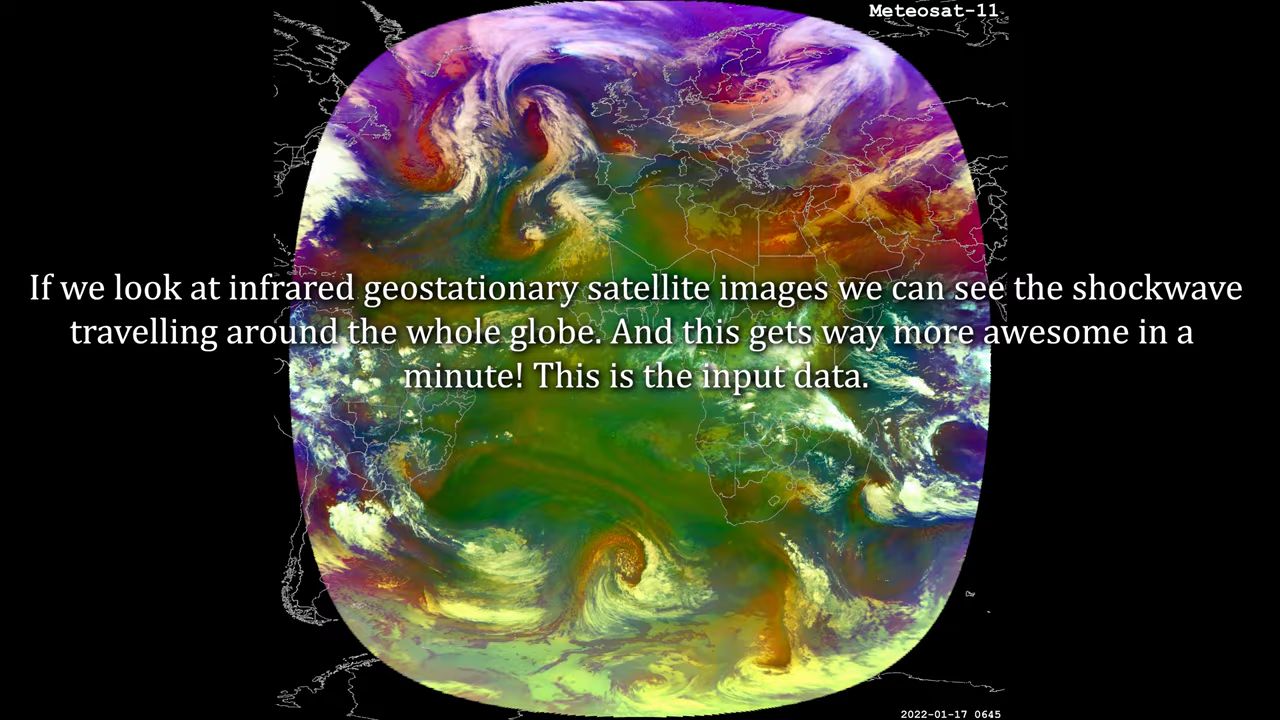 Meteosat-11
If we look at infrared geostationary satellite images we can see the shockwave
travelling around the whole globe. And this gets way more awesome in a
minute! This is the input data.
2022-01-17 0645